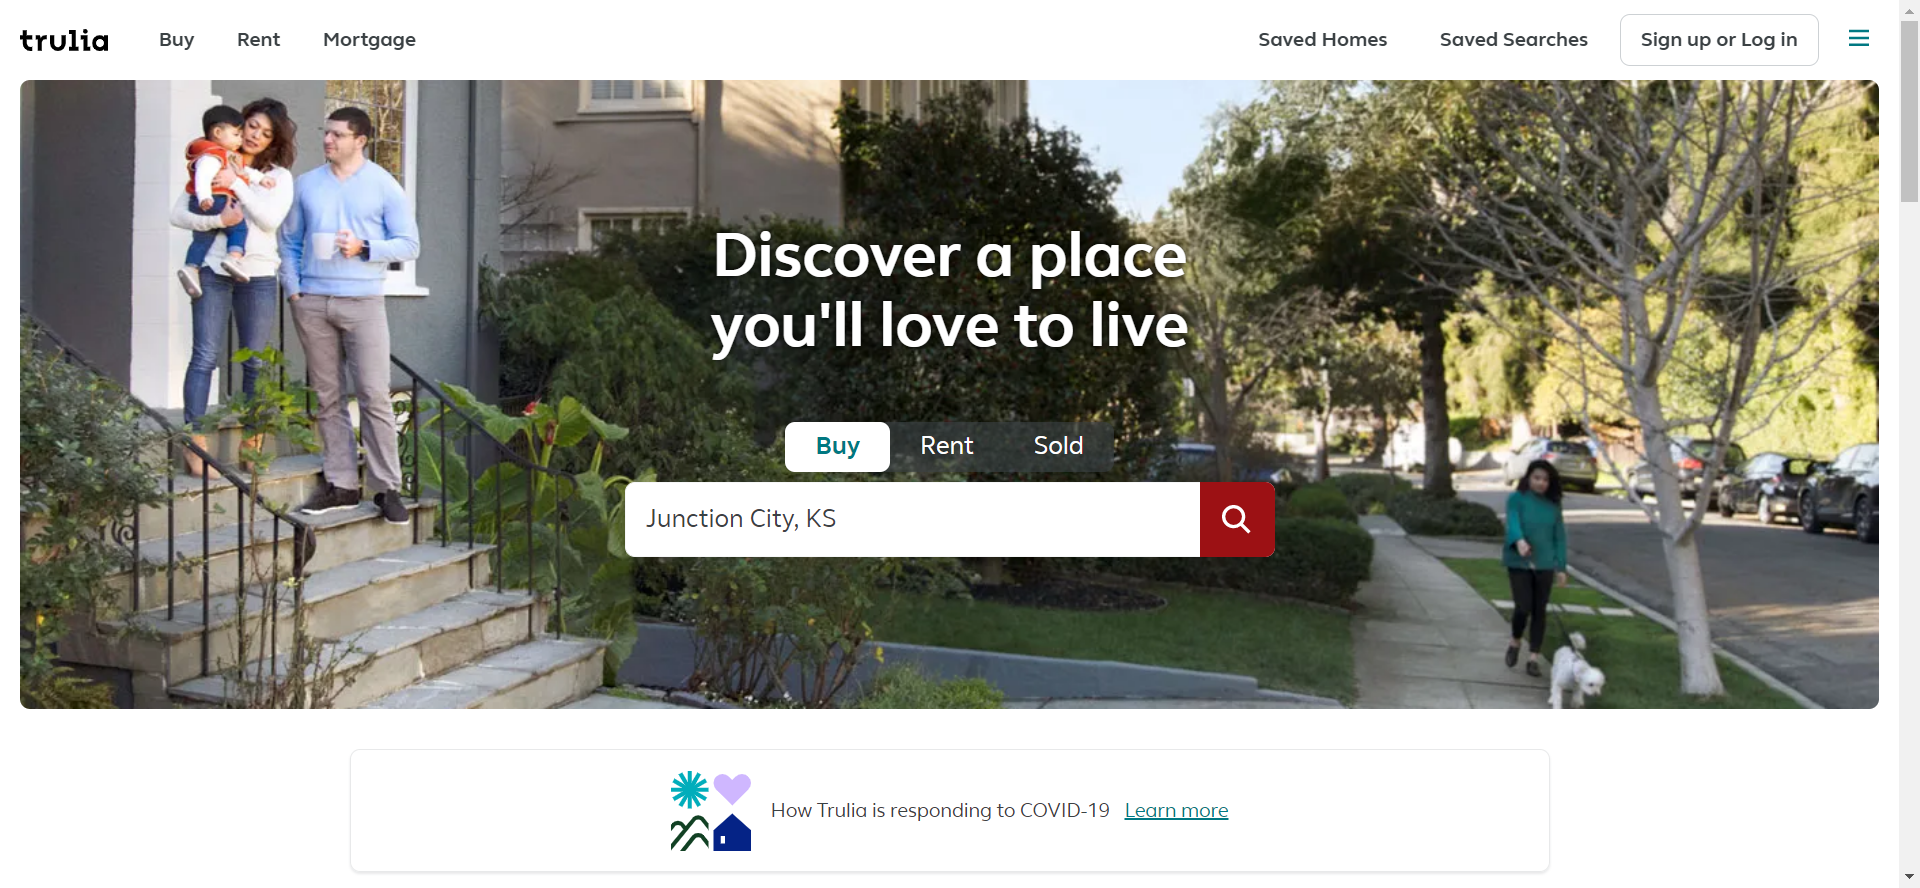 trulia
Buy
Rent
Mortgage
Saved Homes
Saved Searches
Sign up or Log in
Discover a place
you'll love to live
Buy
Rent
Sold
Junction City, KS
How Trulia is responding to COVID-19 Learn more